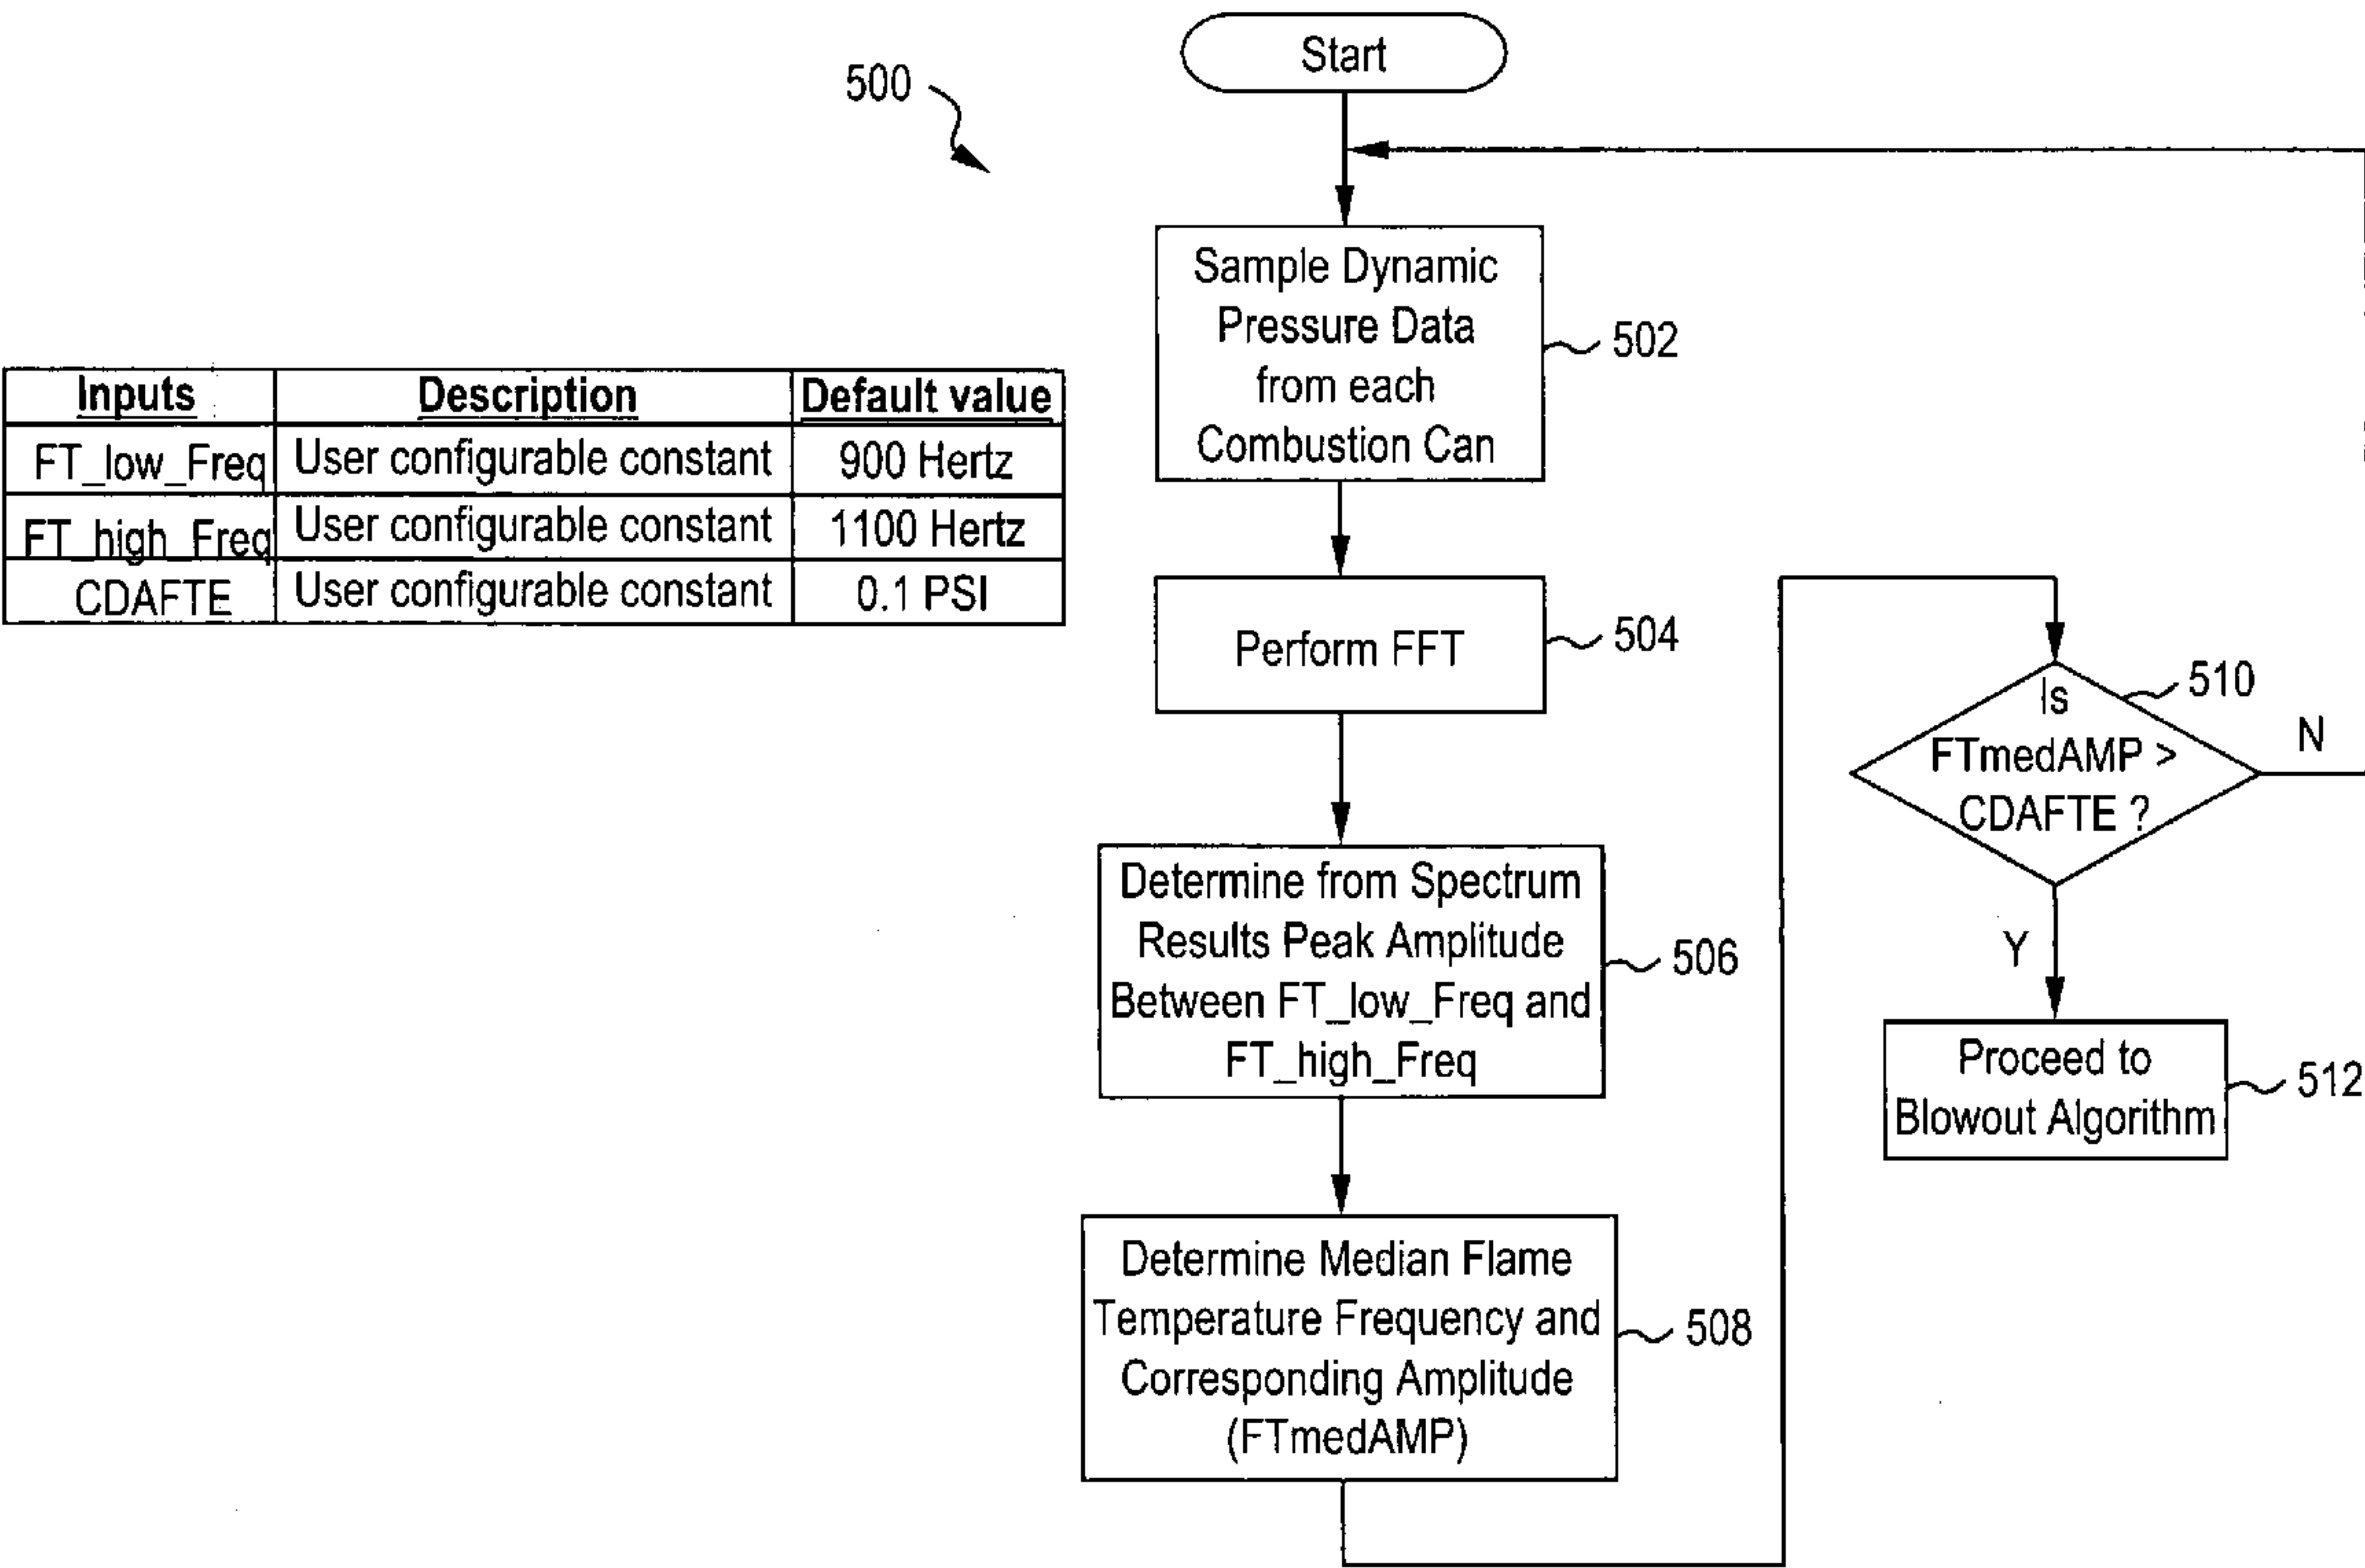 Start
500
Sample Dynamic
Pressure Data
from each
Combustion Can
502
Inputs Description Default value
FT_low_Freq User configurable constant 900 Hertz
FT_high_Freq User configurable constant 1100 Hertz
CDAFTE User configurable constant 0.1 PSI
Perform FFT
504
Determine from Spectrum
Results Peak Amplitude
Between FT_low_Freq and
FT_high_Freq
506
Determine Median Flame
Temperature Frequency and
Corresponding Amplitude
(FTmedAMP)
508
Is
FTmedAMP >
CDAFTE ?
510
N
Y
Proceed to
Blowout Algorithm
512